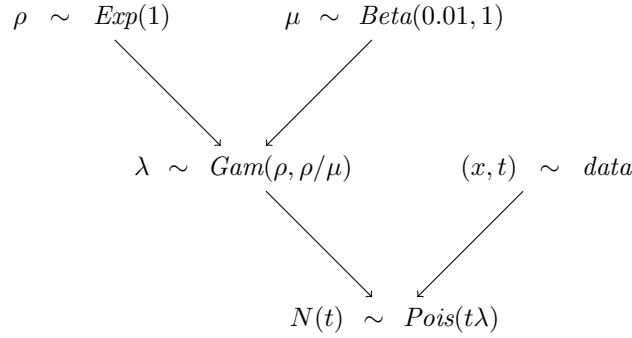 ρ ∼ Exp(1) μ ∼ Beta(0.01, 1)
λ ∼ Gam(ρ, ρ/μ) (x, t) ∼ data
N(t) ∼ Pois(tλ)